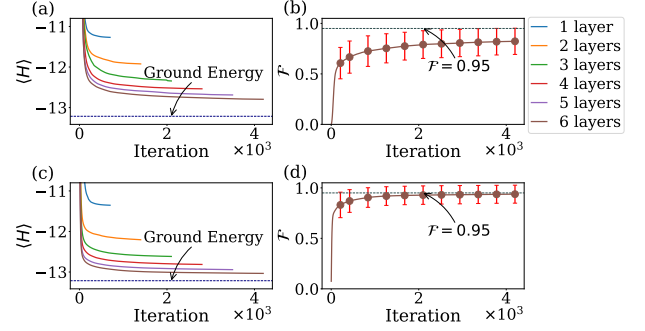 (a)
⟨H⟩
−11
−12
−13
Ground Energy
0
2
4
Iteration
×10³
(b)
ℱ
1.0
0.5
0.0
ℱ = 0.95
0
2
4
Iteration
×10³
1 layer
2 layers
3 layers
4 layers
5 layers
6 layers
(c)
⟨H⟩
−11
−12
−13
Ground Energy
0
2
4
Iteration
×10³
(d)
ℱ
1.0
0.5
0.0
ℱ = 0.95
0
2
4
Iteration
×10³